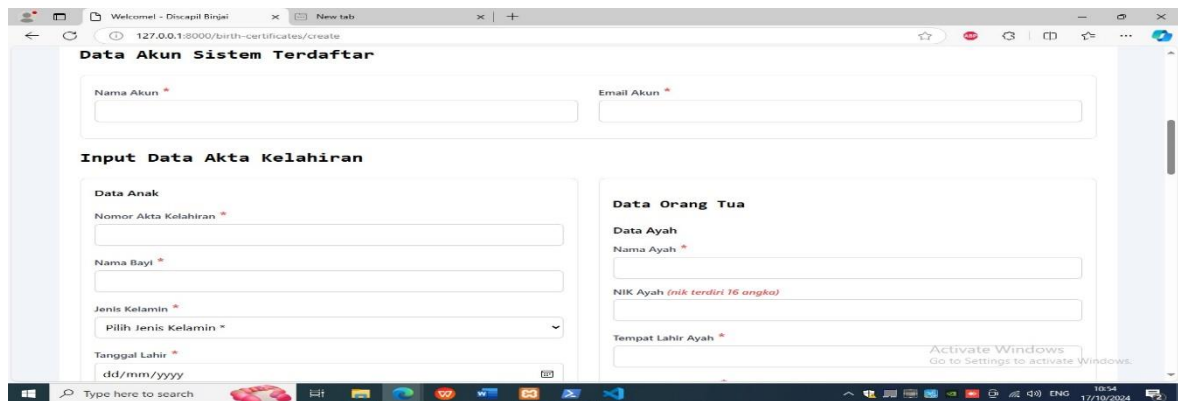 Welcome! - Discapil Binjai
New tab
127.0.0.1:8000/birth-certificates/create
ABP
Data Akun Sistem Terdaftar
Nama Akun *
Email Akun *
Input Data Akta Kelahiran
Data Anak
Nomor Akta Kelahiran *
Nama Bayi *
Jenis Kelamin *
Pilih Jenis Kelamin *
Tanggal Lahir *
dd/mm/yyyy
Data Orang Tua
Data Ayah
Nama Ayah *
NIK Ayah (nik terdiri 16 angka)
Tempat Lahir Ayah *
Activate Windows
Go to Settings to activate Windows.
Type here to search
ENG
10:54
17/10/2024
2